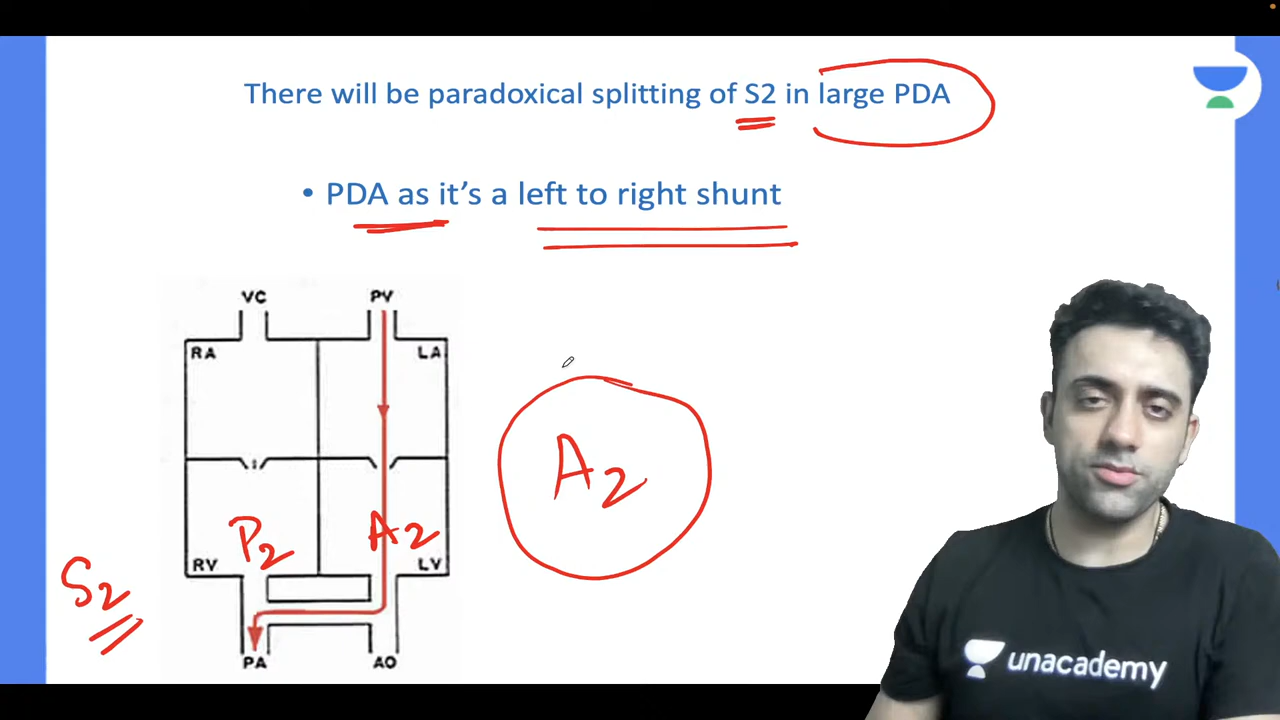 There will be paradoxical splitting of S2 in large PDA
• PDA as it's a left to right shunt
VC PV
RA LA
A2
P2 A2
RV LV
S2
PA AO
unacademy